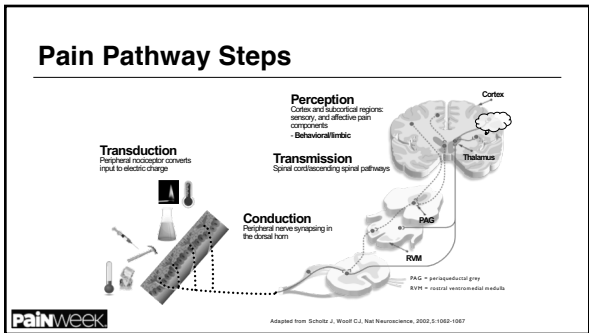 Pain Pathway Steps
Perception
Cortex and subcortical regions:
sensory, and affective pain
components
- Behavioral/limbic
Cortex
Thalamus
Transduction
Peripheral nociceptor converts
input to electric charge
Transmission
Spinal cord/ascending spinal pathways
Conduction
Peripheral nerve synapsing in
the dorsal horn
PAG
RVM
PAG = periaqueductal grey
RVM = rostral ventromedial medulla
PAINWEEK.
Adapted from Scholtz J, Woolf CJ, Nat Neuroscience, 2002,5:1062-1067